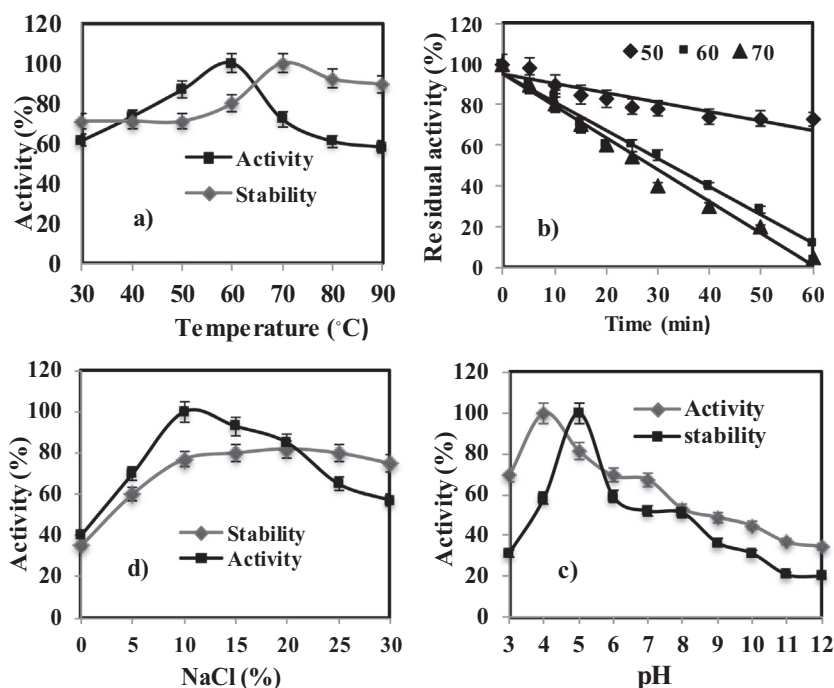 120
100
80
60
40
20
0
Activity (%)
Activity
Stability
a)
30 40 50 60 70 80 90
Temperature (°C)
120
100
80
60
40
20
0
Residual activity (%)
50 60 70
b)
0 10 20 30 40 50 60
Time (min)
120
100
80
60
40
20
0
Activity (%)
Stability
Activity
d)
0 5 10 15 20 25 30
NaCl (%)
120
100
80
60
40
20
0
Activity (%)
Activity
stability
c)
3 4 5 6 7 8 9 10 11 12
pH